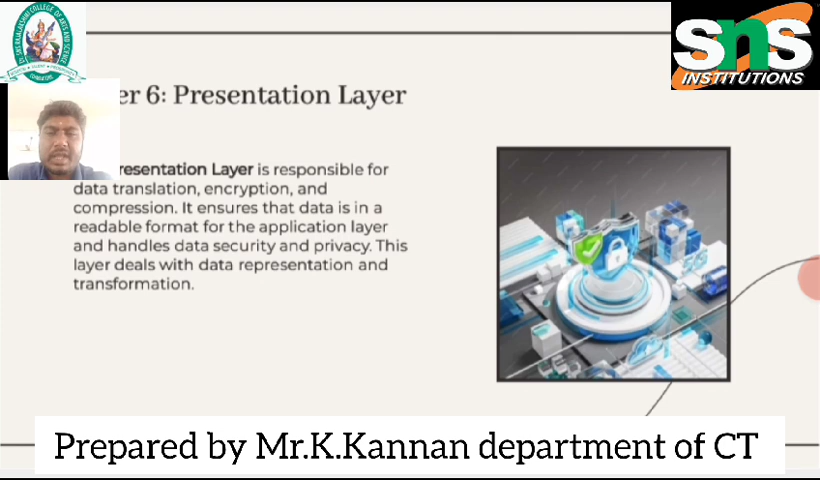 SNS
INSTITUTIONS
er 6: Presentation Layer
resentation Layer is responsible for
data translation, encryption, and
compression. It ensures that data is in a
readable format for the application layer
and handles data security and privacy. This
layer deals with data representation and
transformation.
Prepared by Mr.K.Kannan department of CT